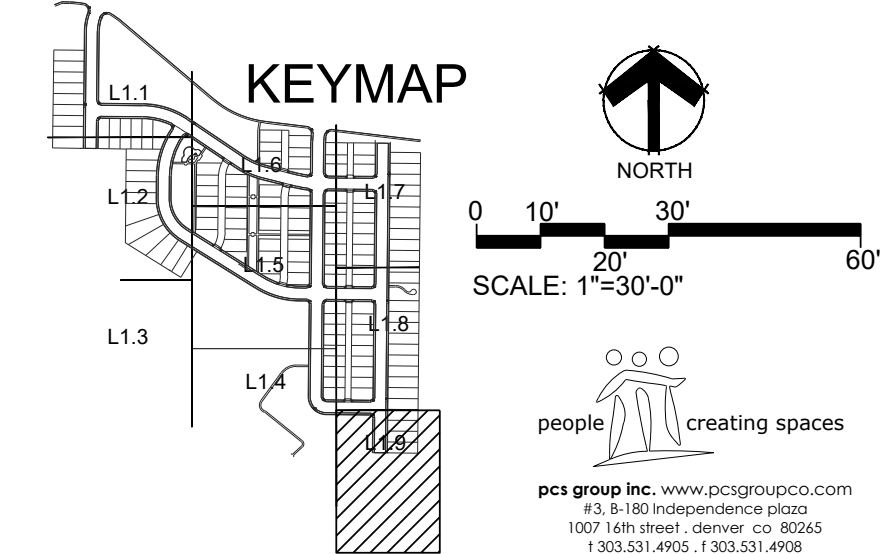 KEYMAP
L1.1
L1.2
L1.3
L1.4
L1.5
L1.6
L1.7
L1.8
L1.9
NORTH
0 10' 30'
20' 60'
SCALE: 1"=30'-0"
people creating spaces
pcs group inc. www.pcsgroupco.com
#3, B-180 Independence plaza
1007 16th street . denver co 80265
t 303.531.4905 . f 303.531.4908